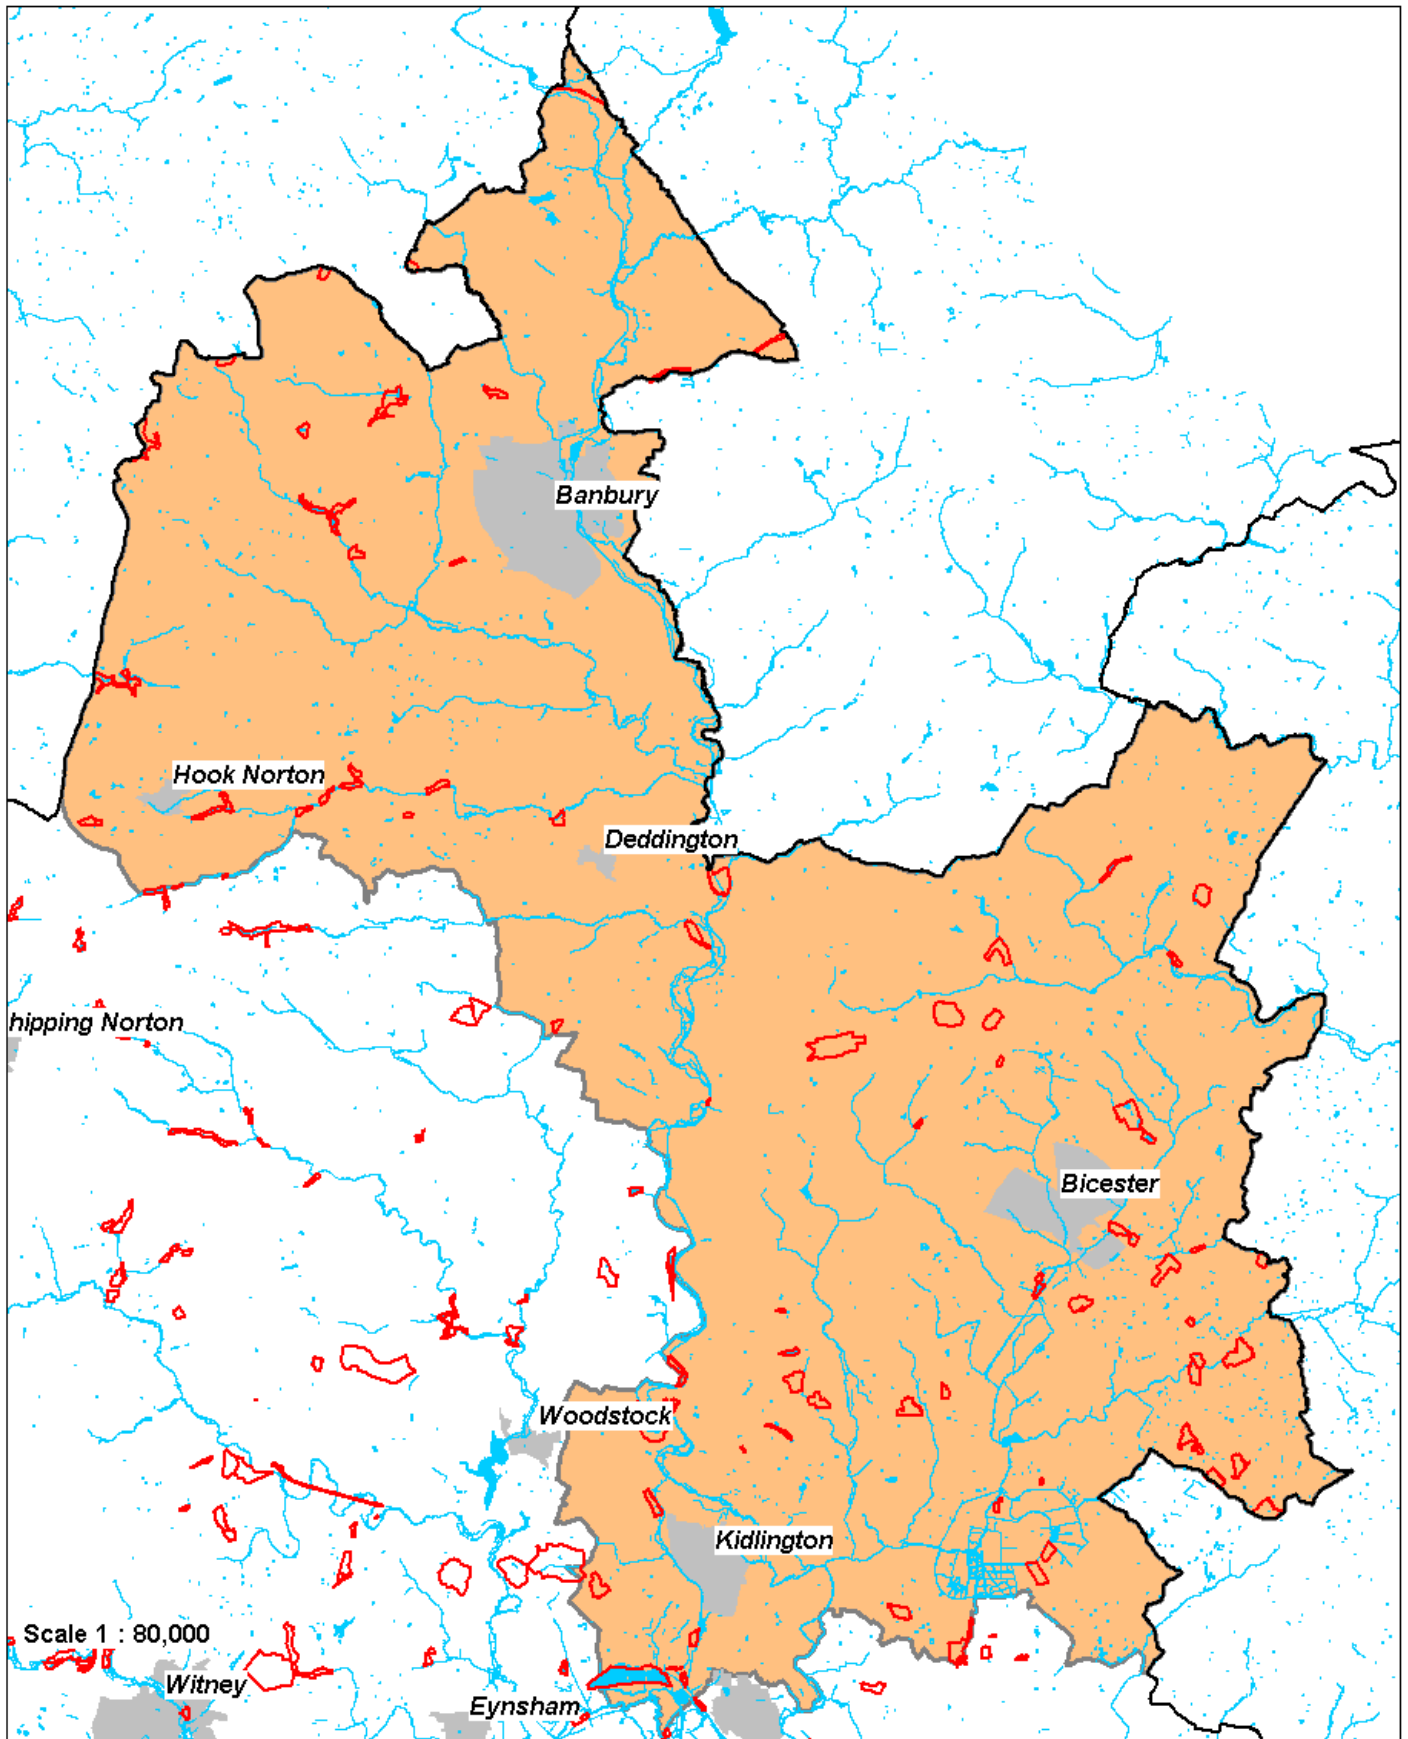 Banbury
Hook Norton
Deddington
hipping Norton
Bicester
Woodstock
Kidlington
Scale 1 : 80,000
Witney
Eynsham